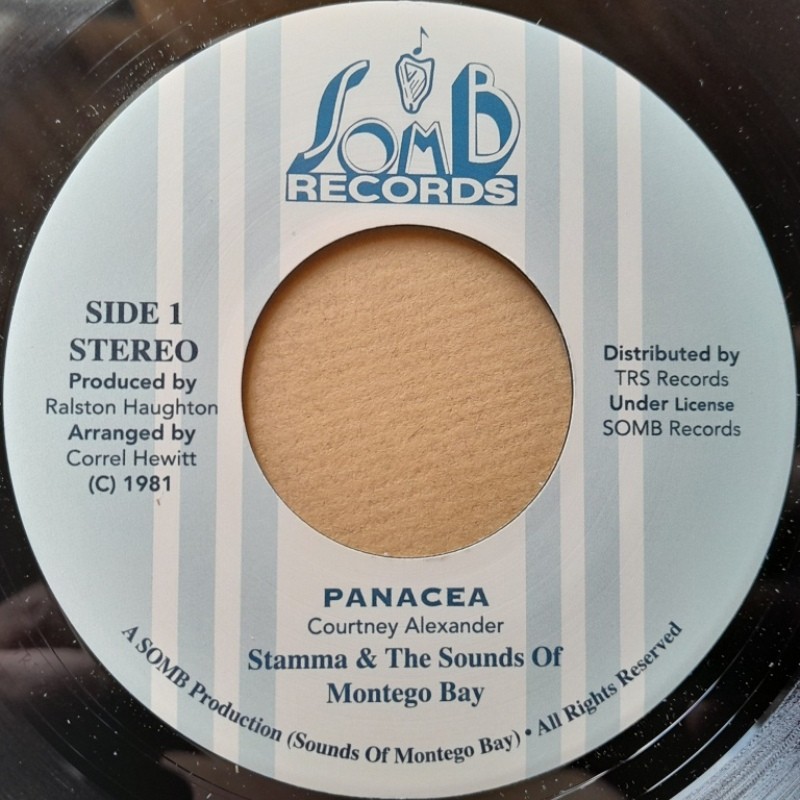 SOMB
RECORDS
SIDE 1
STEREO
Produced by
Ralston Haughton
Arranged by
Correl Hewitt
(C) 1981
Distributed by
TRS Records
Under License
SOMB Records
PANACEA
Courtney Alexander
Stamma & The Sounds Of
Montego Bay
A SOMB Production (Sounds Of Montego Bay) • All Rights Reserved